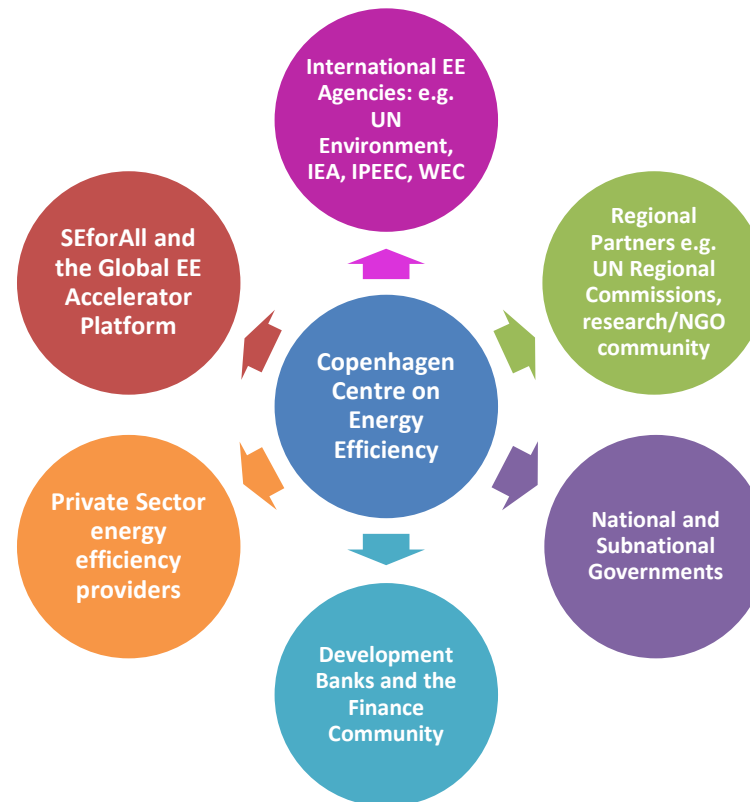 International EE
Agencies: e.g.
UN
Environment,
IEA, IPEEC, WEC
SEforAll and
the Global EE
Accelerator
Platform
Regional
Partners e.g.
UN Regional
Commissions,
research/NGO
community
Copenhagen
Centre on
Energy
Efficiency
Private Sector
energy
efficiency
providers
National and
Subnational
Governments
Development
Banks and the
Finance
Community